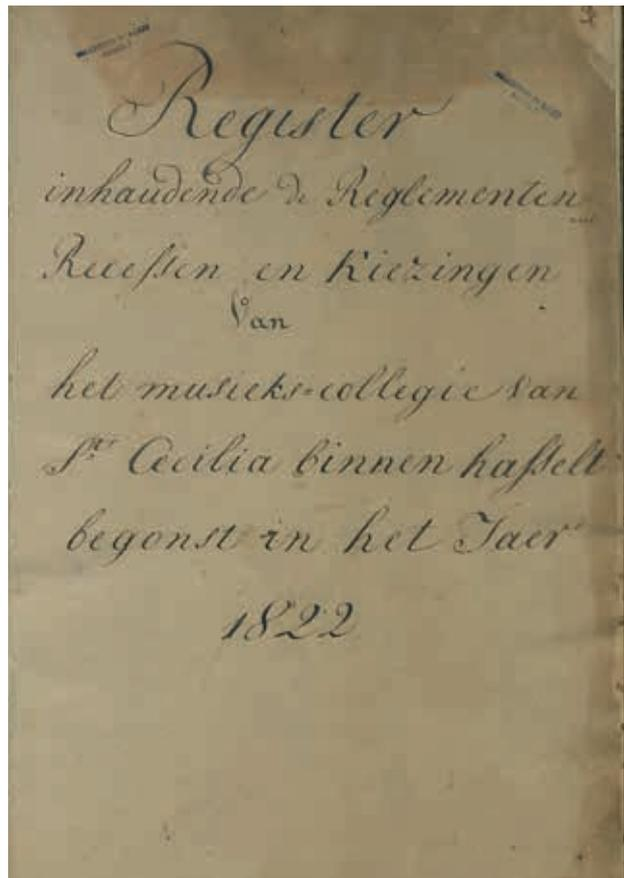 Register
inhaudende de Reglementen
Recessen en Kiezingen
Van
het musieks=collegie van
Ste Cecilia binnen hasselt
begonst in het Jaer
1822